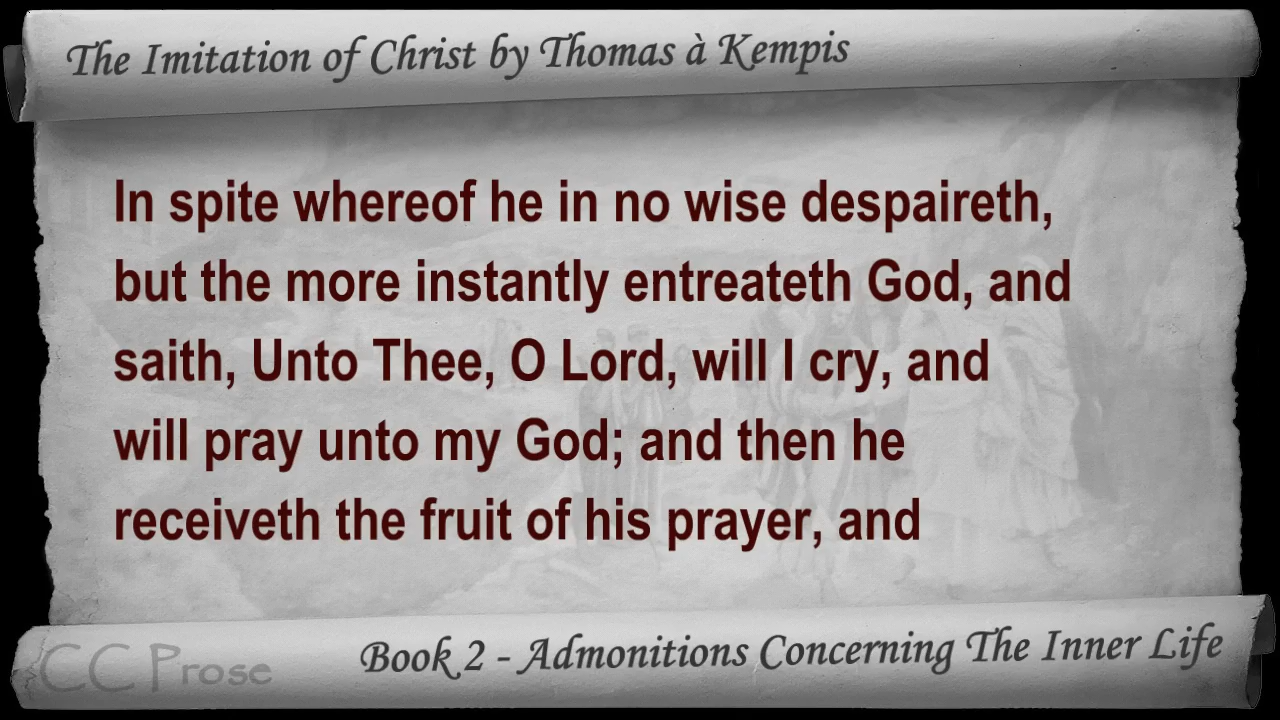 The Imitation of Christ by Thomas à Kempis
In spite whereof he in no wise despaireth,
but the more instantly entreateth God, and
saith, Unto Thee, O Lord, will I cry, and
will pray unto my God; and then he
receiveth the fruit of his prayer, and
CC Prose
Book 2 - Admonitions Concerning The Inner Life